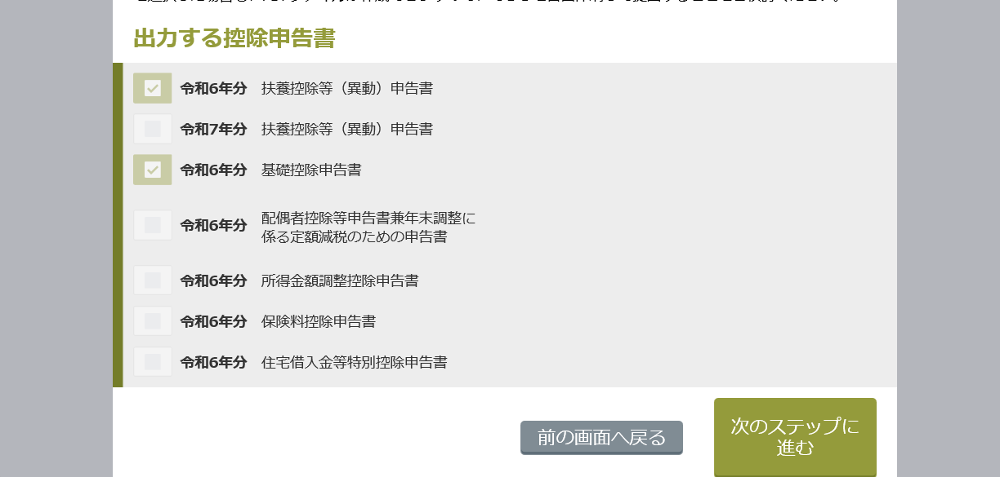 出力する控除申告書
令和6年分 扶養控除等（異動）申告書
令和7年分 扶養控除等（異動）申告書
令和6年分 基礎控除申告書
令和6年分 配偶者控除等申告書兼年末調整に
係る定額減税のための申告書
令和6年分 所得金額調整控除申告書
令和6年分 保険料控除申告書
令和6年分 住宅借入金等特別控除申告書
前の画面へ戻る
次のステップに
進む